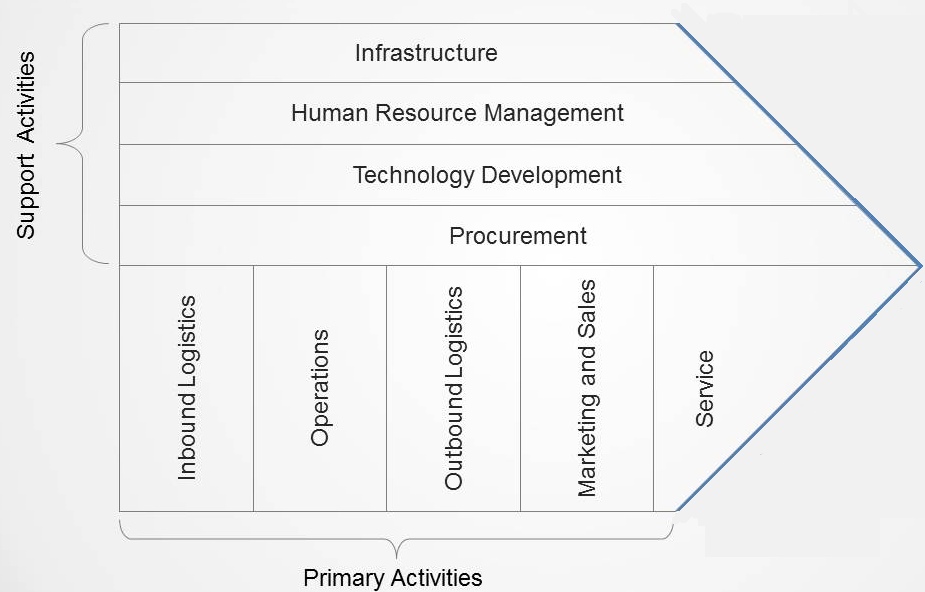 Support Activities
Infrastructure
Human Resource Management
Technology Development
Procurement
Inbound Logistics
Operations
Outbound Logistics
Marketing and Sales
Service
Primary Activities